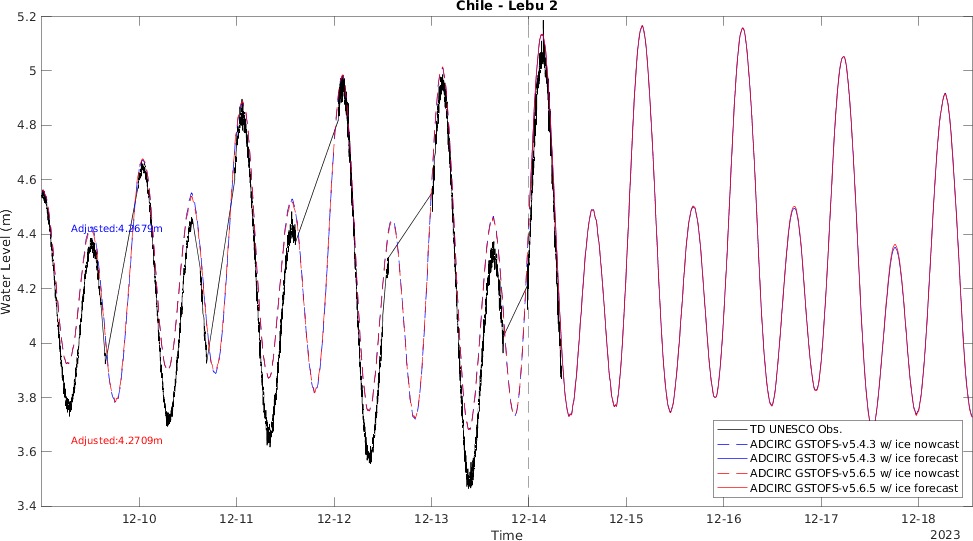 Chile - Lebu 2
Water Level (m)
5.2
5
4.8
4.6
4.4
4.2
4
3.8
3.6
3.4
Adjusted:4.2679m
Adjusted:4.2709m
TD UNESCO Obs.
ADCIRC GSTOFS-v5.4.3 w/ ice nowcast
ADCIRC GSTOFS-v5.4.3 w/ ice forecast
ADCIRC GSTOFS-v5.6.5 w/ ice nowcast
ADCIRC GSTOFS-v5.6.5 w/ ice forecast
12-10 12-11 12-12 12-13 12-14 12-15 12-16 12-17 12-18
Time
2023